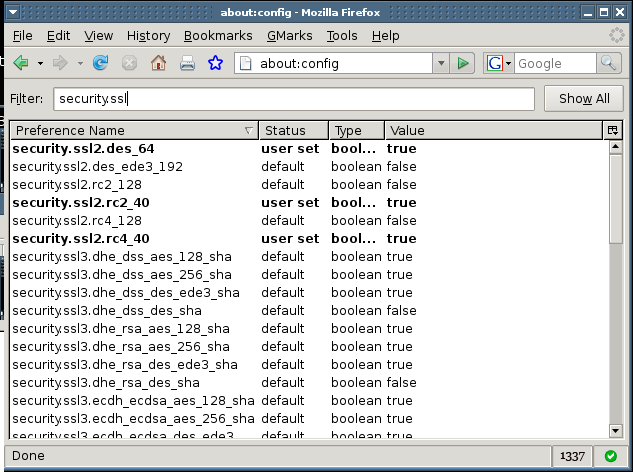 about:config - Mozilla Firefox
File Edit View History Bookmarks GMarks Tools Help
about:config G Google
Filter: security.ssl Show All
Preference Name Status Type Value
security.ssl2.des_64 user set bool... true
security.ssl2.des_ede3_192 default boolean false
security.ssl2.rc2_128 default boolean false
security.ssl2.rc2_40 user set bool... true
security.ssl2.rc4_128 default boolean false
security.ssl2.rc4_40 user set bool... true
security.ssl3.dhe_dss_aes_128_sha default boolean true
security.ssl3.dhe_dss_aes_256_sha default boolean true
security.ssl3.dhe_dss_des_ede3_sha default boolean true
security.ssl3.dhe_dss_des_sha default boolean false
security.ssl3.dhe_rsa_aes_128_sha default boolean true
security.ssl3.dhe_rsa_aes_256_sha default boolean true
security.ssl3.dhe_rsa_des_ede3_sha default boolean true
security.ssl3.dhe_rsa_des_sha default boolean false
security.ssl3.ecdh_ecdsa_aes_128_sha default boolean true
security.ssl3.ecdh_ecdsa_aes_256_sha default boolean true
security.ssl3.ecdh_ecdsa_des_ede3... default boolean true
Done 1337